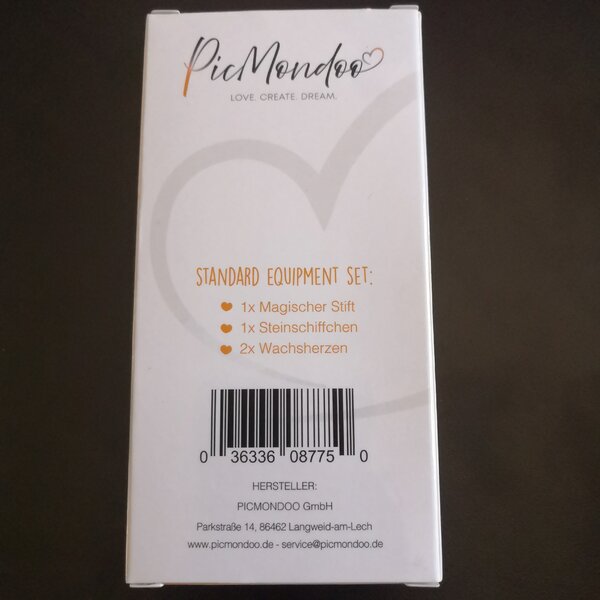 PicMondoo
LOVE. CREATE. DREAM.
STANDARD EQUIPMENT SET:
1x Magischer Stift
1x Steinschiffchen
2x Wachsherzen
0 36336 08775 0
HERSTELLER:
PICMONDOO GmbH
Parkstraße 14, 86462 Langweid-am-Lech
www.picmondoo.de - service@picmondoo.de